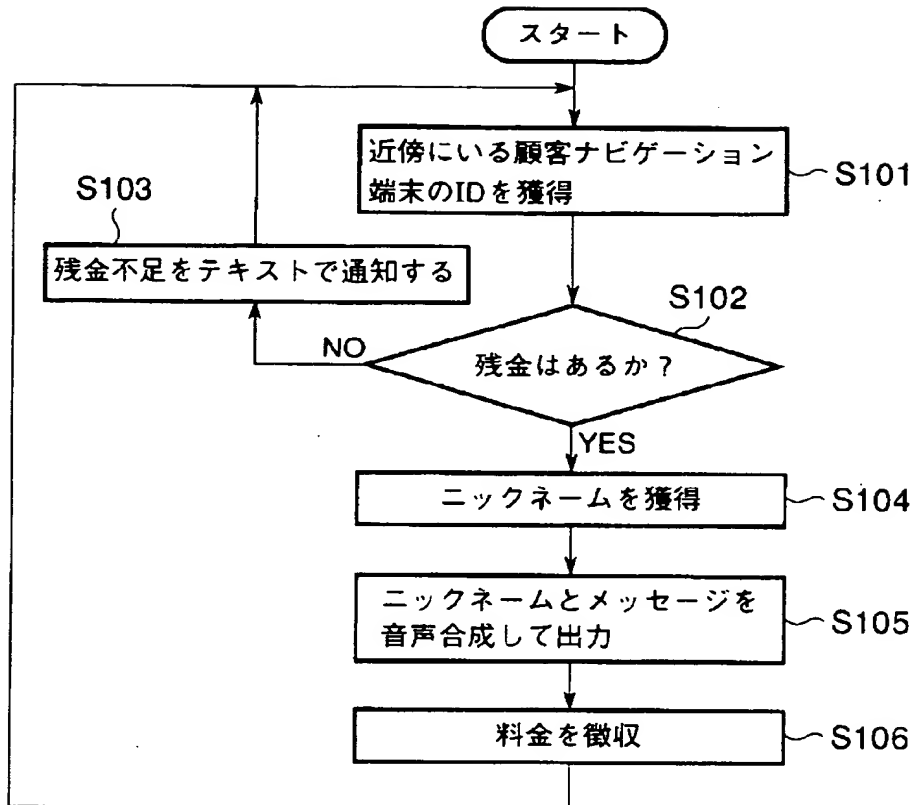 スタート
近傍にいる顧客ナビゲーション
端末のIDを獲得
S101
S103
残金不足をテキストで通知する
S102
残金はあるか？
NO
YES
ニックネームを獲得
S104
ニックネームとメッセージを
音声合成して出力
S105
料金を徴収
S106